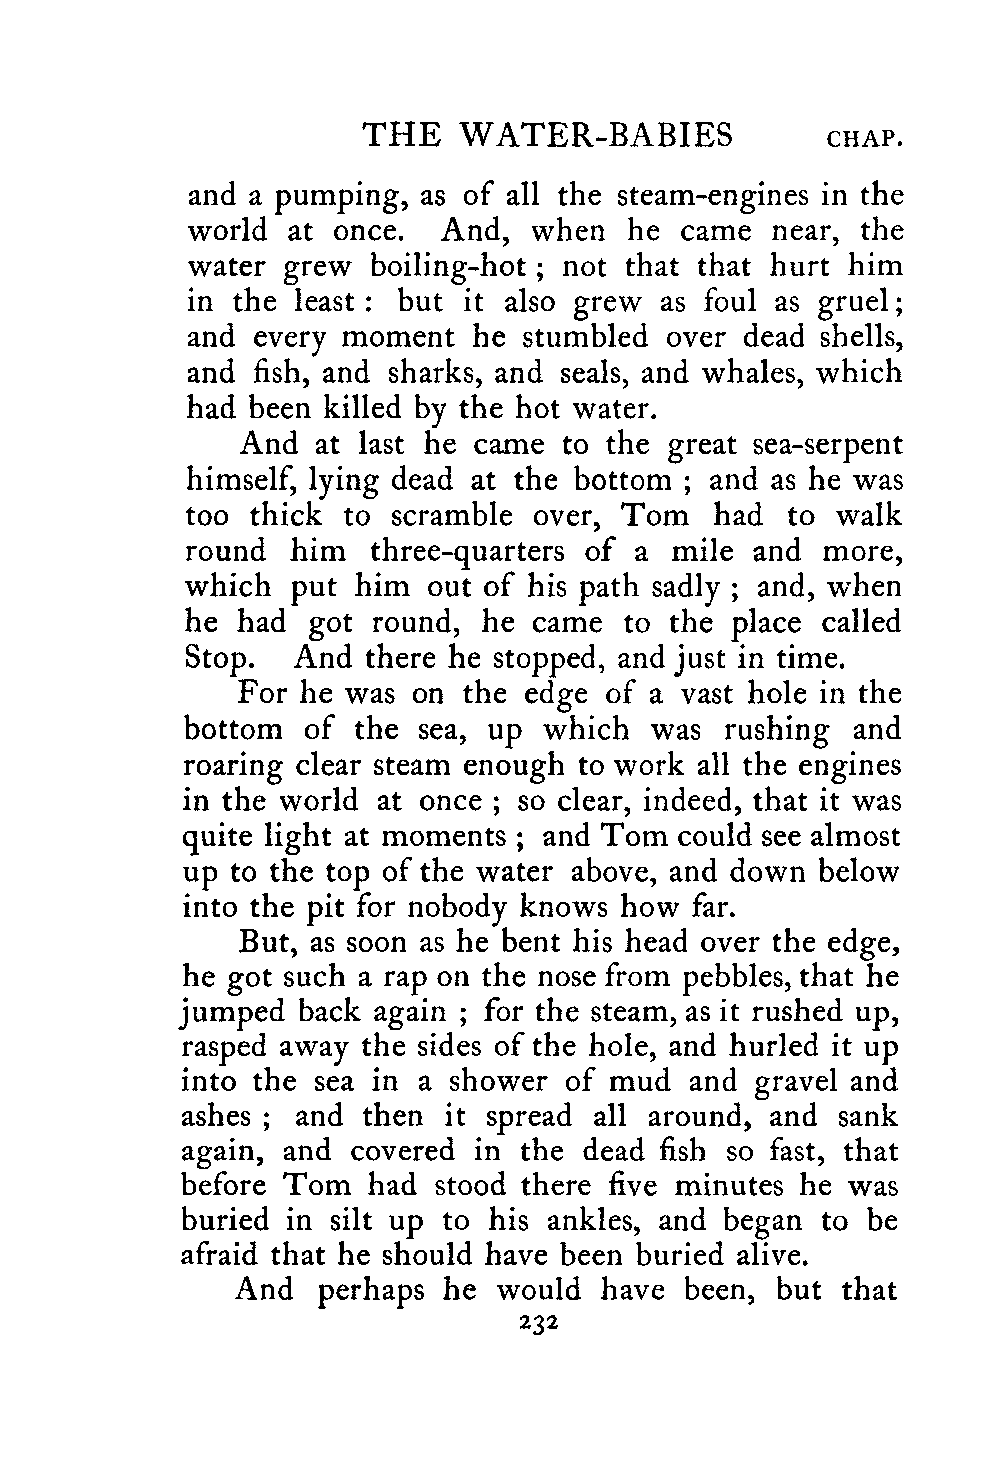 THE WATER-BABIES CHAP.
and a pumping, as of all the steam-engines in the
world at once. And, when he came near, the
water grew boiling-hot ; not that that hurt him
in the least : but it also grew as foul as gruel ;
and every moment he stumbled over dead shells,
and fish, and sharks, and seals, and whales, which
had been killed by the hot water.
And at last he came to the great sea-serpent
himself, lying dead at the bottom ; and as he was
too thick to scramble over, Tom had to walk
round him three-quarters of a mile and more,
which put him out of his path sadly ; and, when
he had got round, he came to the place called
Stop. And there he stopped, and just in time.
For he was on the edge of a vast hole in the
bottom of the sea, up which was rushing and
roaring clear steam enough to work all the engines
in the world at once ; so clear, indeed, that it was
quite light at moments ; and Tom could see almost
up to the top of the water above, and down below
into the pit for nobody knows how far.
But, as soon as he bent his head over the edge,
he got such a rap on the nose from pebbles, that he
jumped back again ; for the steam, as it rushed up,
rasped away the sides of the hole, and hurled it up
into the sea in a shower of mud and gravel and
ashes ; and then it spread all around, and sank
again, and covered in the dead fish so fast, that
before Tom had stood there five minutes he was
buried in silt up to his ankles, and began to be
afraid that he should have been buried alive.
And perhaps he would have been, but that
232